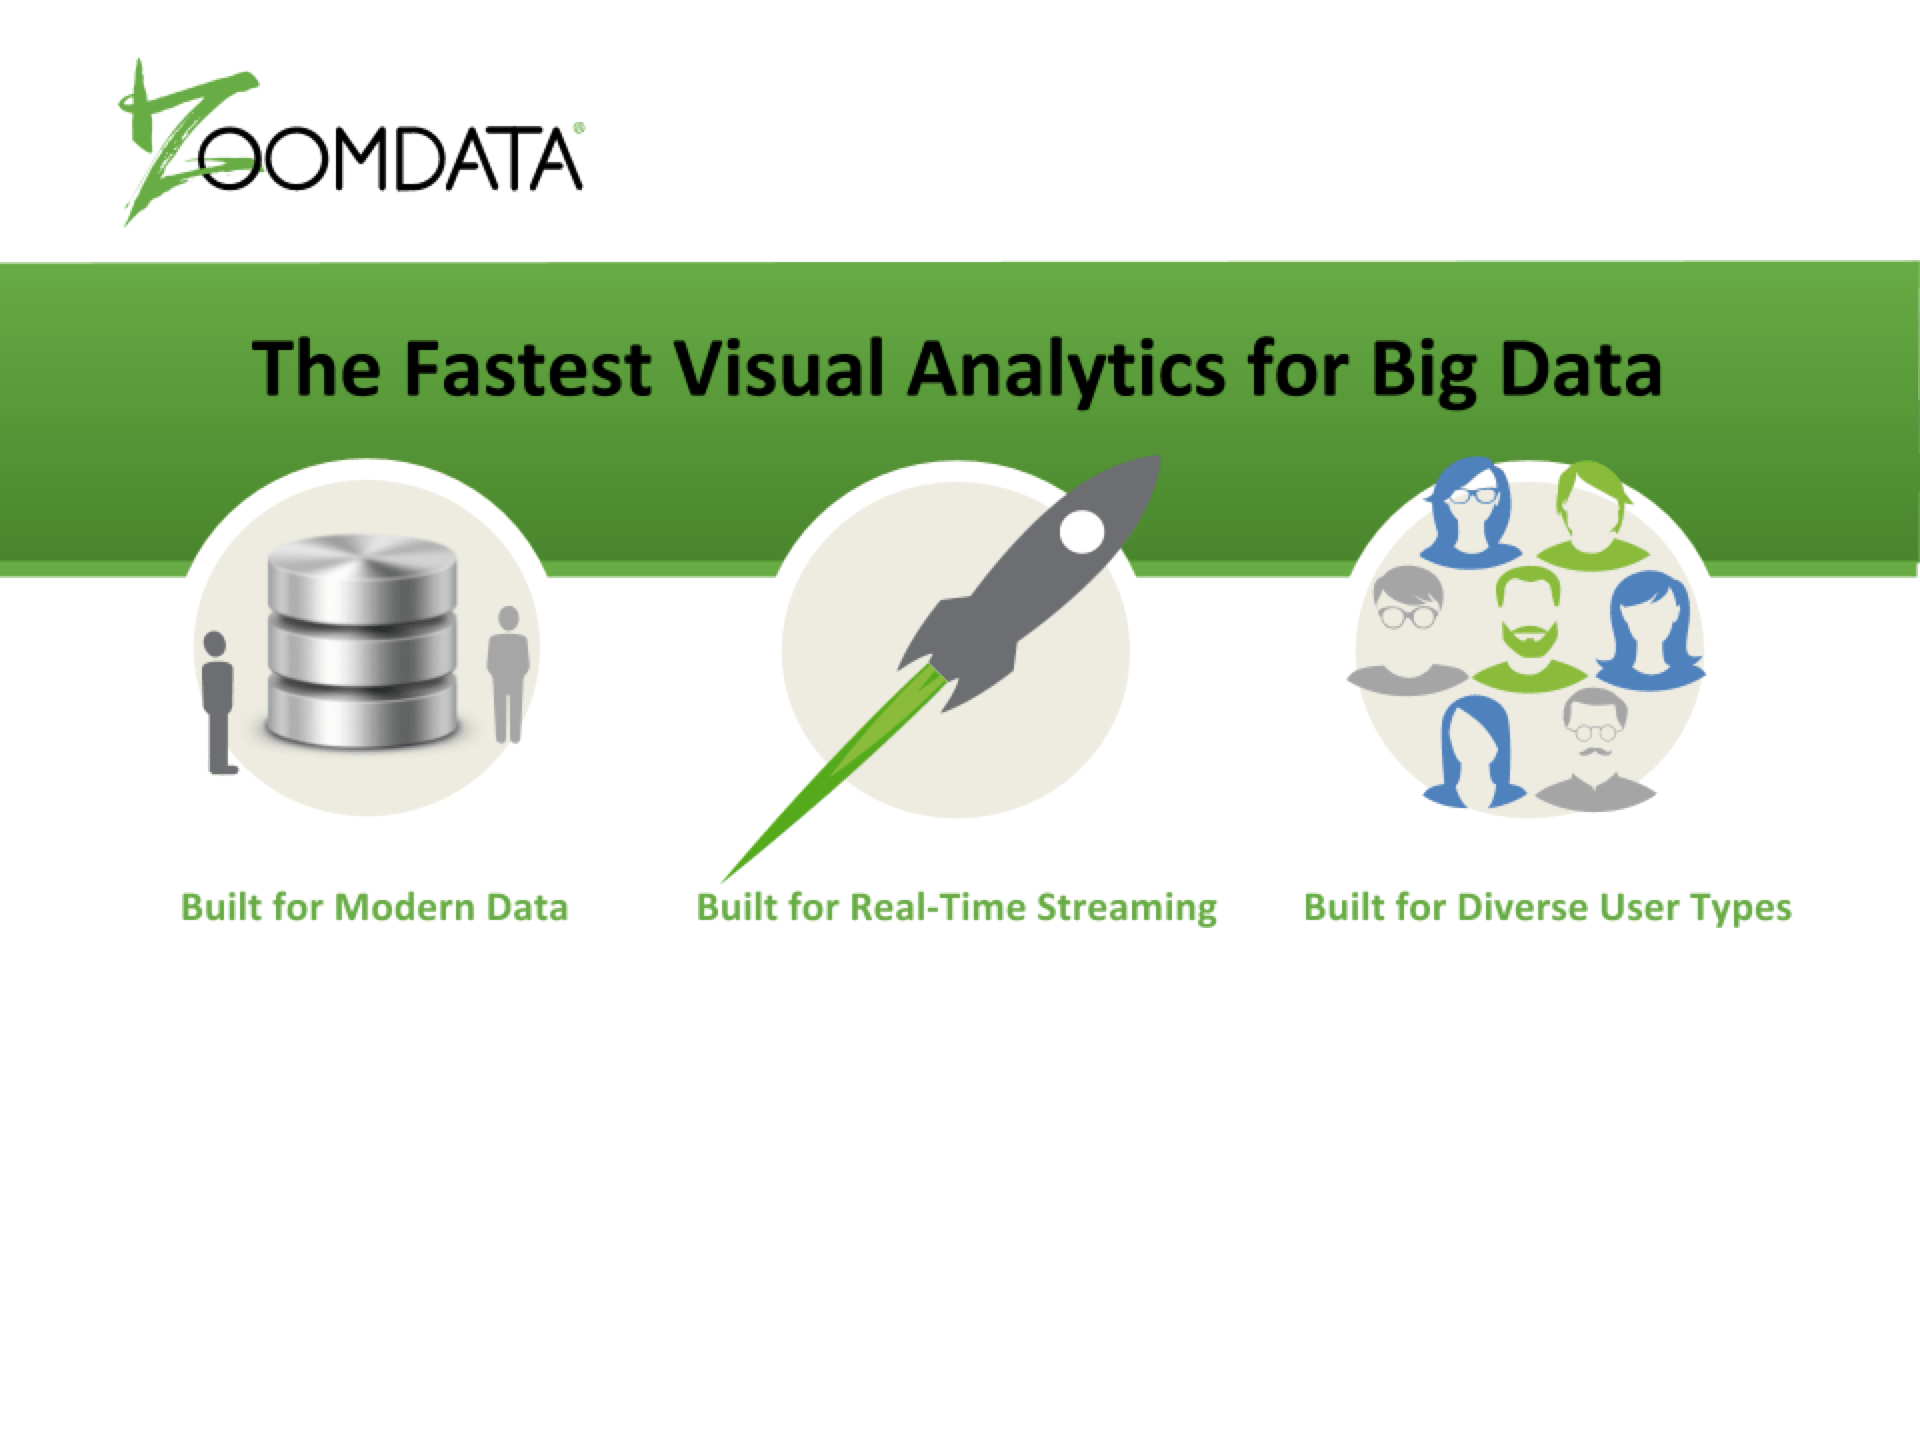 ZOOMDATA®
The Fastest Visual Analytics for Big Data
Built for Modern Data
Built for Real-Time Streaming
Built for Diverse User Types